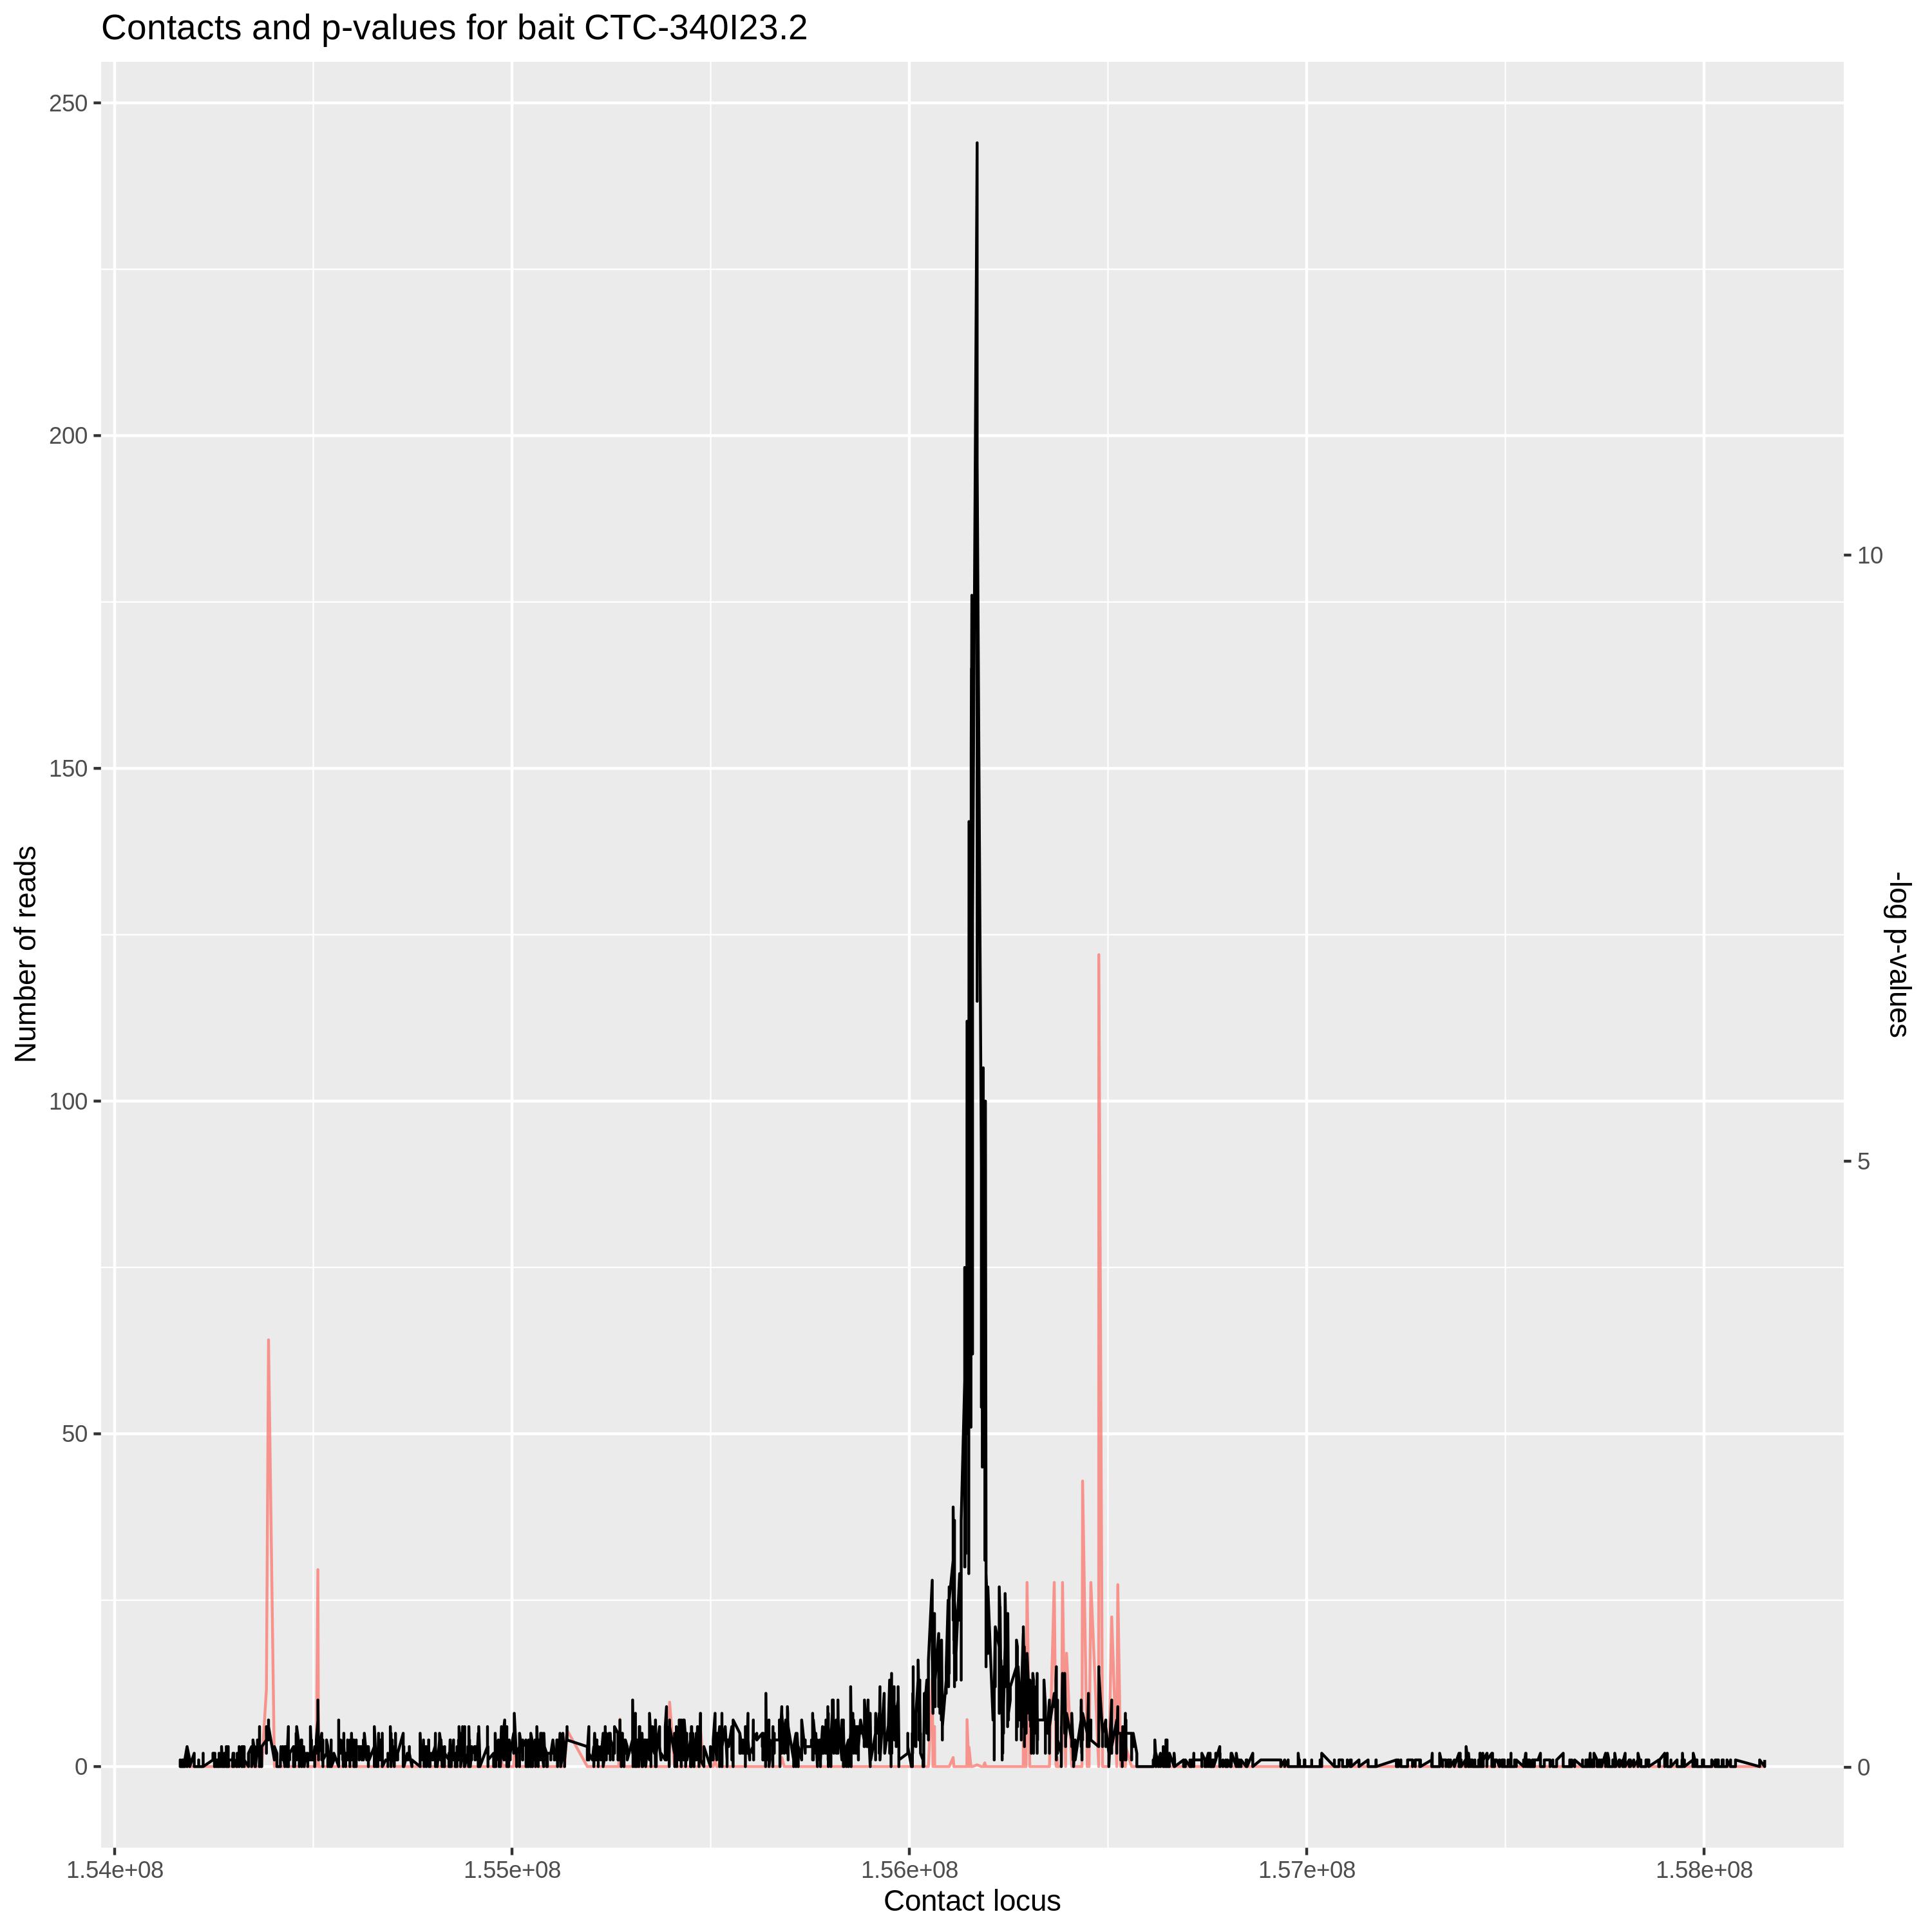 Contacts and p-values for bait CTC-340I23.2
250
200
150
100
50
0
Number of reads
10
5
0
-log p-values
1.54e+08
1.55e+08
1.56e+08
1.57e+08
1.58e+08
Contact locus